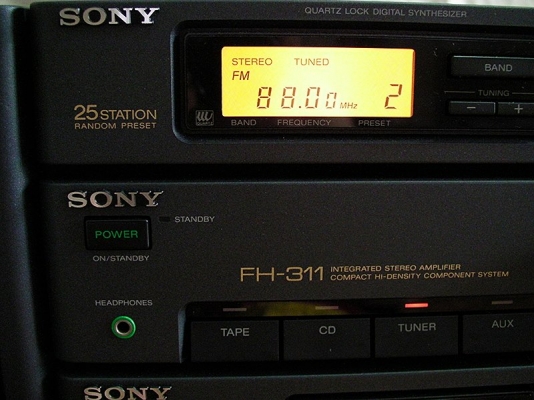 SONY
QUARTZ LOCK DIGITAL SYNTHESIZER
STEREO TUNED
FM
88.00 MHz 2
BAND FREQUENCY PRESET
BAND
TUNING
− +
25 STATION
RANDOM PRESET
SONY
STANDBY
POWER
ON/STANDBY
FH-311 INTEGRATED STEREO AMPLIFIER
COMPACT HI-DENSITY COMPONENT SYSTEM
HEADPHONES
TAPE CD TUNER AUX
SONY